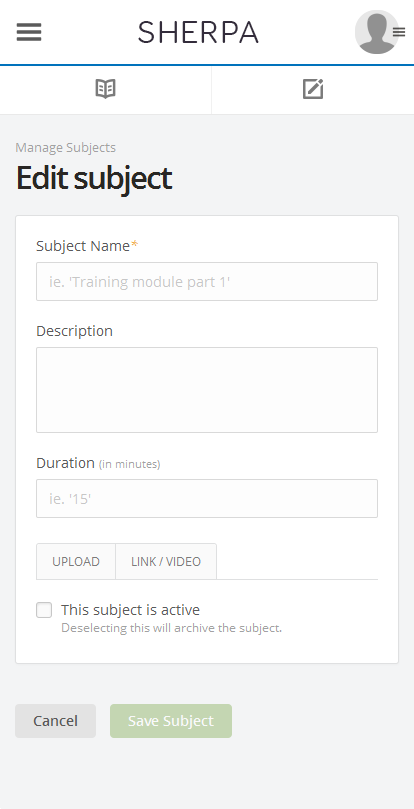 SHERPA
Manage Subjects
Edit subject
Subject Name*
ie. 'Training module part 1'
Description
Duration (in minutes)
ie. '15'
UPLOAD LINK / VIDEO
This subject is active
Deselecting this will archive the subject.
Cancel Save Subject